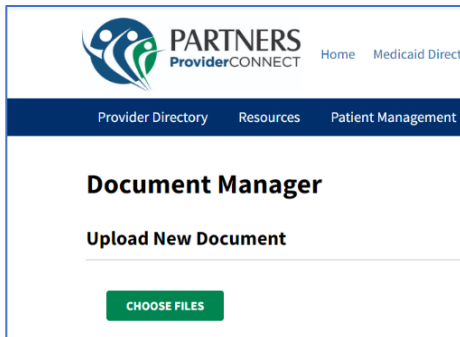 PARTNERS
ProviderCONNECT
Home Medicaid Direct
Provider Directory Resources Patient Management
Document Manager
Upload New Document
CHOOSE FILES